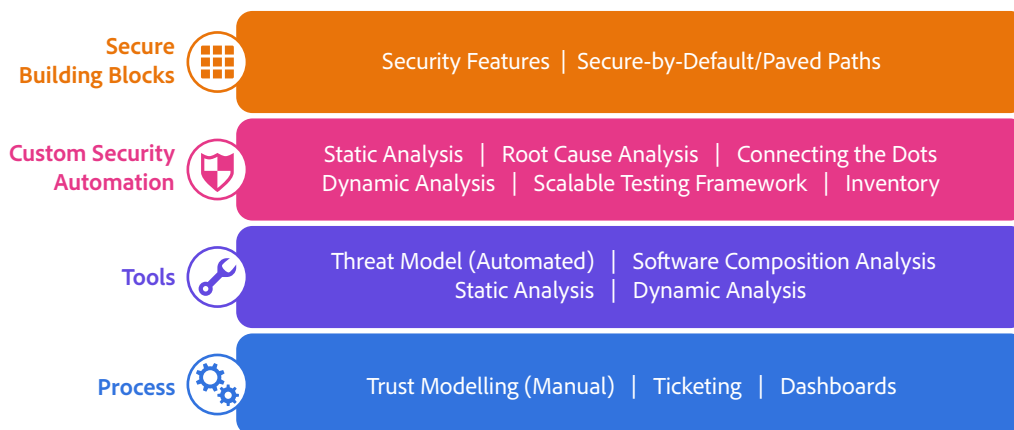 Secure
Building Blocks
Security Features | Secure-by-Default/Paved Paths
Custom Security
Automation
Static Analysis | Root Cause Analysis | Connecting the Dots
Dynamic Analysis | Scalable Testing Framework | Inventory
Tools
Threat Model (Automated) | Software Composition Analysis
Static Analysis | Dynamic Analysis
Process
Trust Modelling (Manual) | Ticketing | Dashboards